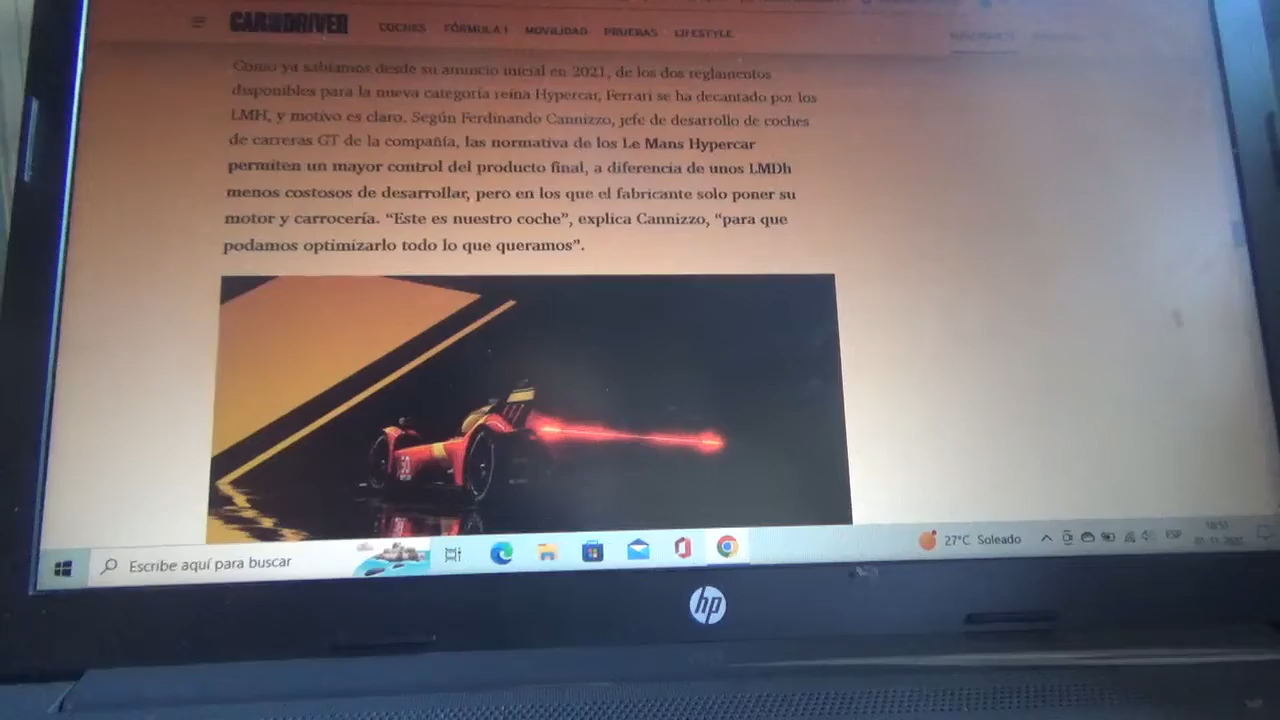 CAR AND DRIVER
COCHES FÓRMULA 1 MOVILIDAD PRUEBAS LIFESTYLE
Como ya sabíamos desde su anuncio inicial en 2021, de los dos reglamentos
disponibles para la nueva categoría reina Hypercar, Ferrari se ha decantado por los
LMH, y motivo es claro. Según Ferdinando Cannizzo, jefe de desarrollo de coches
de carreras GT de la compañía, las normativa de los Le Mans Hypercar
permiten un mayor control del producto final, a diferencia de unos LMDh
menos costosos de desarrollar, pero en los que el fabricante solo poner su
motor y carrocería. “Este es nuestro coche”, explica Cannizzo, “para que
podamos optimizarlo todo lo que queramos”.
50
Escribe aquí para buscar
27°C Soleado
ESP
hp